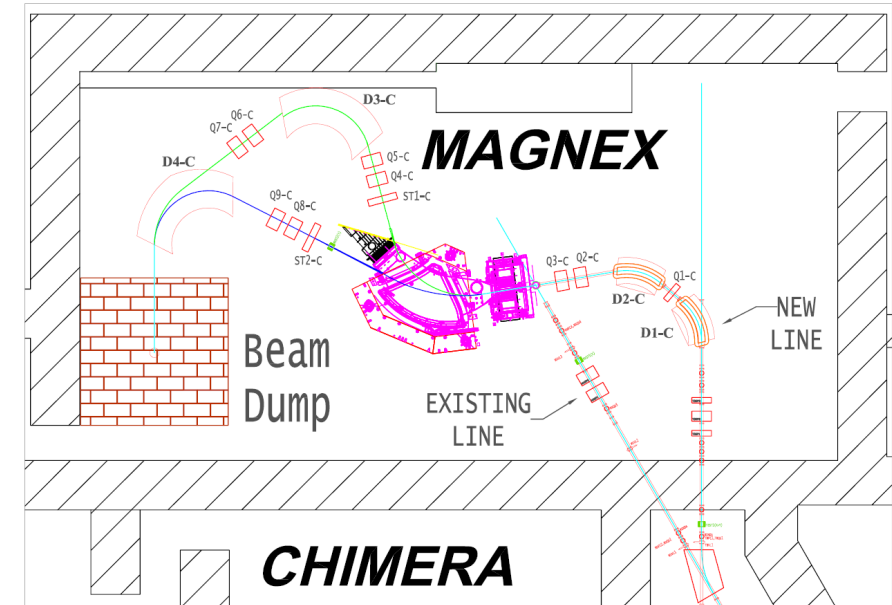 D3-C
Q6-C
Q7-C
MAGNEX
Q5-C
D4-C
Q4-C
ST1-C
Q9-C
Q8-C
ST2-C
Q3-C
Q2-C
Q1-C
D2-C
D1-C
NEW
LINE
Beam
Dump
EXISTING
LINE
CHIMERA